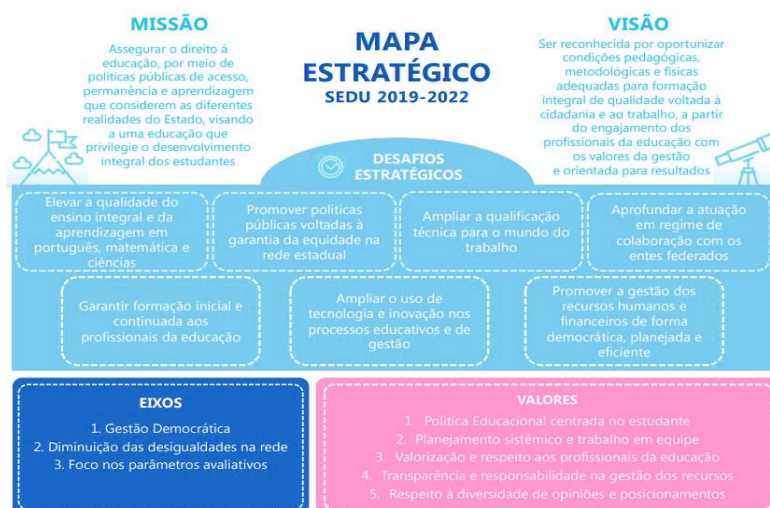 MISSÃO
Assegurar o direito à
educação, por meio de
políticas públicas de acesso,
permanência e aprendizagem
que considerem as diferentes
realidades do Estado, visando
a uma educação que
privilegie o desenvolvimento
integral dos estudantes
MAPA
ESTRATÉGICO
SEDU 2019-2022
VISÃO
Ser reconhecida por oportunizar
condições pedagógicas,
metodológicas e físicas
adequadas para formação
integral de qualidade voltada à
cidadania e ao trabalho, a partir
do engajamento dos
profissionais da educação com
os valores da gestão
e orientada para resultados
DESAFIOS
ESTRATÉGICOS
Elevar a qualidade do
ensino integral e da
aprendizagem em
português, matemática e
ciências
Promover políticas
públicas voltadas à
garantia da equidade na
rede estadual
Ampliar a qualificação
técnica para o mundo do
trabalho
Aprofundar a atuação
em regime de
colaboração com os
entes federados
Garantir formação inicial e
continuada aos
profissionais da educação
Ampliar o uso de
tecnologia e inovação nos
processos educativos e de
gestão
Promover a gestão dos
recursos humanos e
financeiros de forma
democrática, planejada e
eficiente
EIXOS
1. Gestão Democrática
2. Diminuição das desigualdades na rede
3. Foco nos parâmetros avaliativos
VALORES
1. Política Educacional centrada no estudante
2. Planejamento sistêmico e trabalho em equipe
3. Valorização e respeito aos profissionais da educação
4. Transparência e responsabilidade na gestão dos recursos
5. Respeito à diversidade de opiniões e posicionamentos